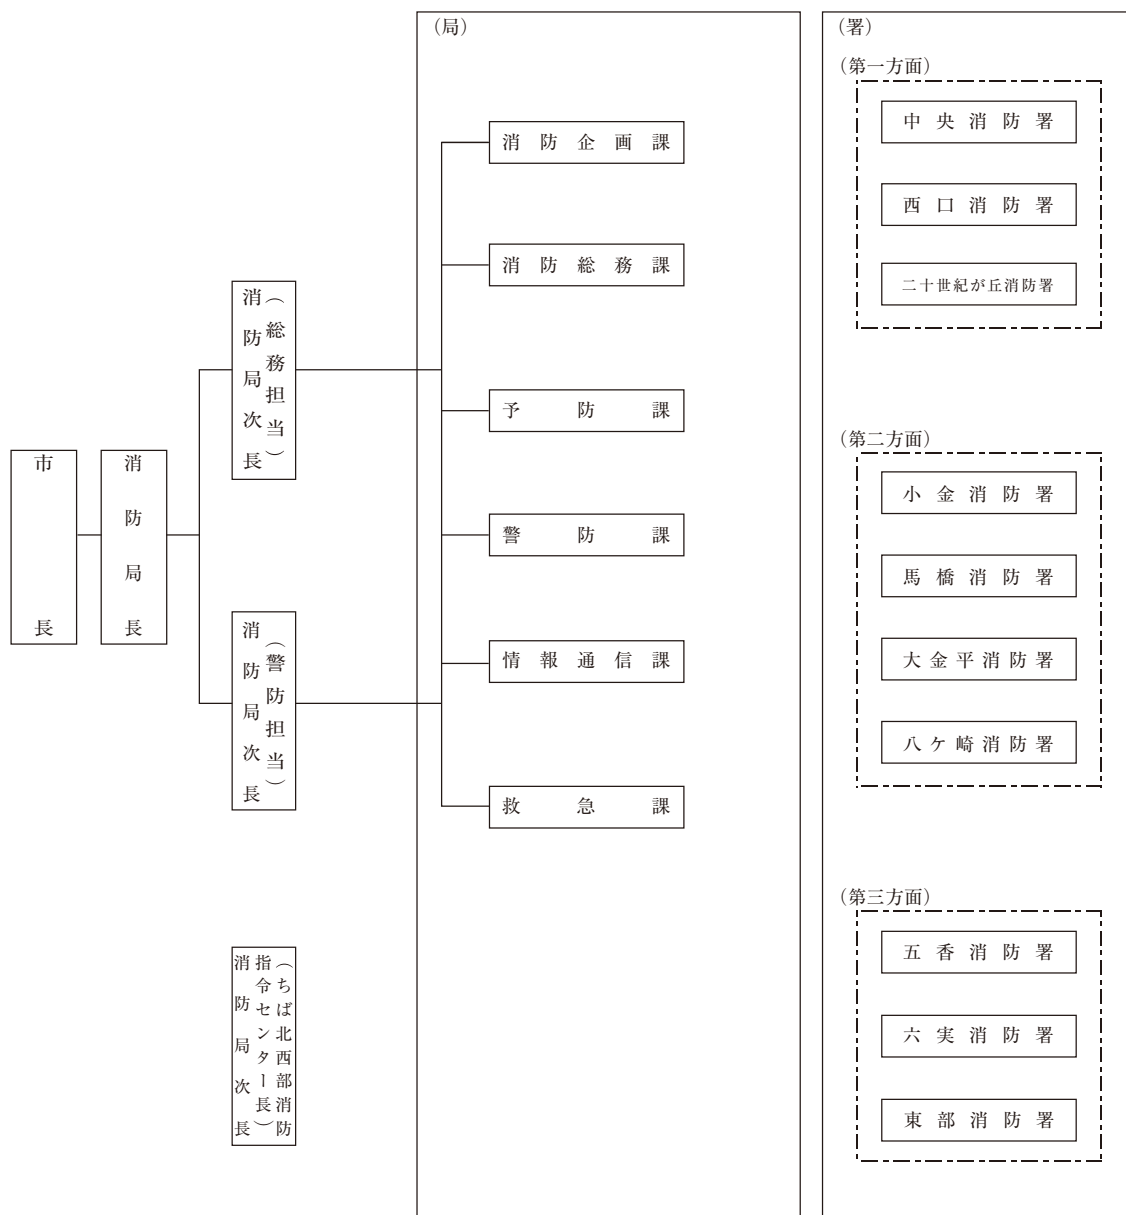 市長
消防局長
消防局次長
（総務担当）
消防局次長
（警防担当）
消防局次長
（ちば北西部消防
指令センター長）
（局）
消防企画課
消防総務課
予防課
警防課
情報通信課
救急課
（署）
（第一方面）
中央消防署
西口消防署
二十世紀が丘消防署
（第二方面）
小金消防署
馬橋消防署
大金平消防署
八ケ崎消防署
（第三方面）
五香消防署
六実消防署
東部消防署